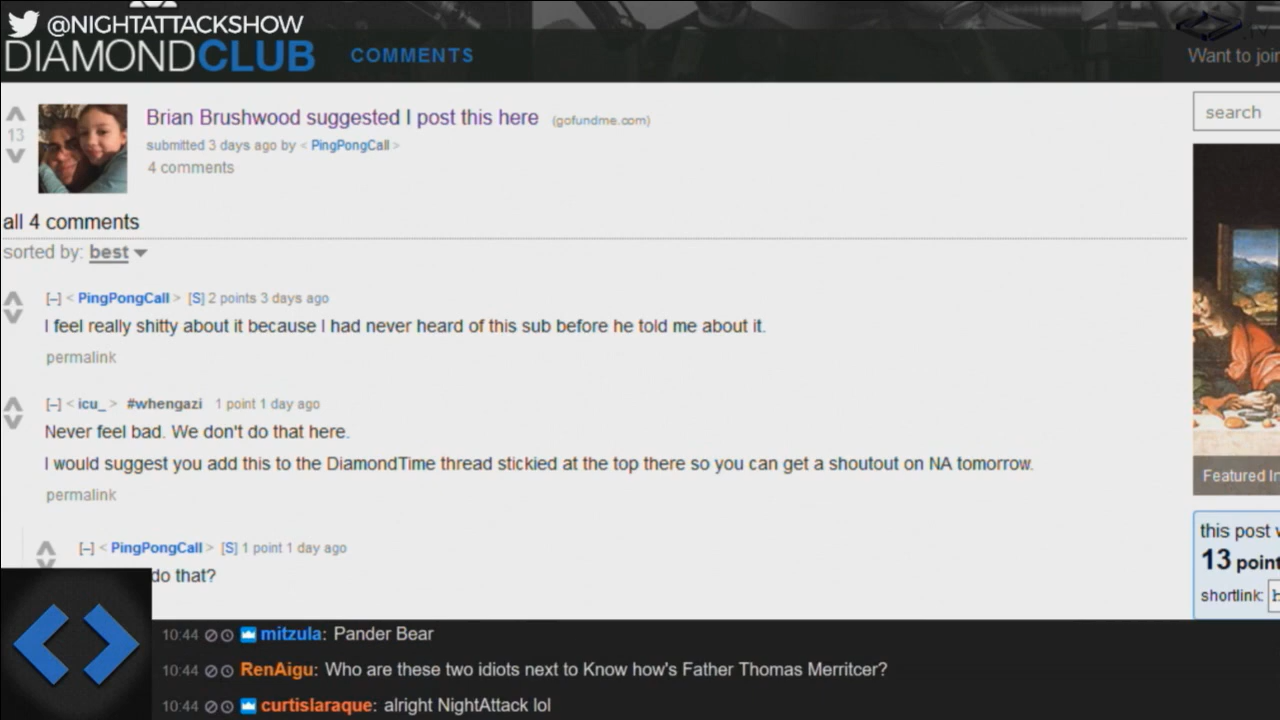 @NIGHTATTACKSHOW
DIAMONDCLUB COMMENTS
Want to joi
13
Brian Brushwood suggested I post this here (gofundme.com)
submitted 3 days ago by < PingPongCall >
4 comments
search
all 4 comments
sorted by: best
[–] < PingPongCall > [S] 2 points 3 days ago
I feel really shitty about it because I had never heard of this sub before he told me about it.
permalink
[–] < icu_ > #whengazi 1 point 1 day ago
Never feel bad. We don't do that here.
I would suggest you add this to the DiamondTime thread stickied at the top there so you can get a shoutout on NA tomorrow.
permalink
Featured I
[–] < PingPongCall > [S] 1 point 1 day ago
do that?
this post
13 point
shortlink: h
10:44 mitzula: Pander Bear
10:44 RenAigu: Who are these two idiots next to Know how's Father Thomas Merritcer?
10:44 curtislaraque: alright NightAttack lol